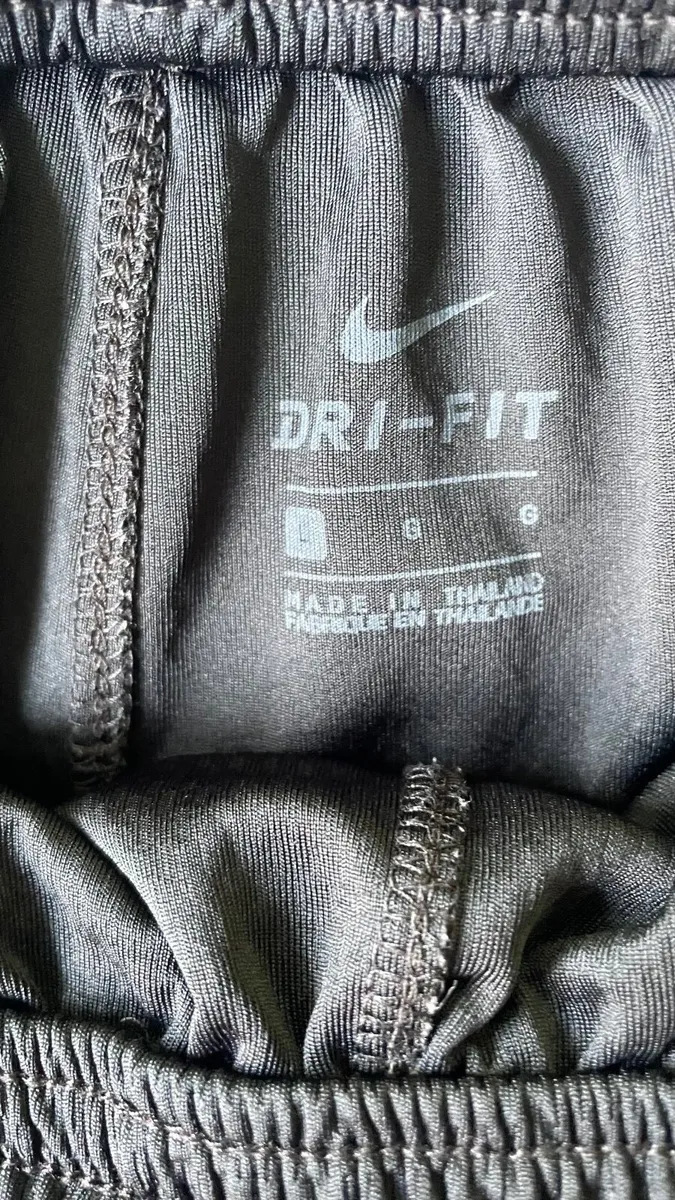 DRI-FIT
L G G
MADE IN THAILAND
FABRIQUÉ EN THAÏLANDE